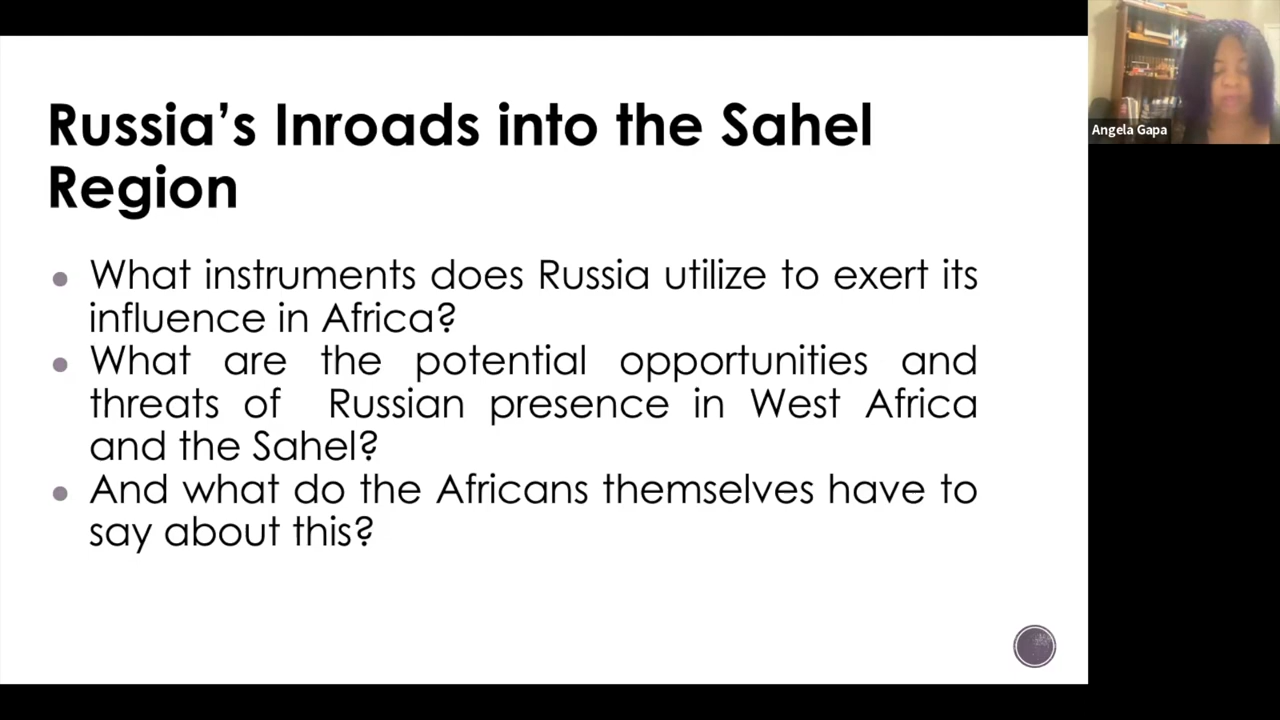 Russia's Inroads into the Sahel
Region
● What instruments does Russia utilize to exert its
influence in Africa?
● What are the potential opportunities and
threats of Russian presence in West Africa
and the Sahel?
● And what do the Africans themselves have to
say about this?
Angela Gapa